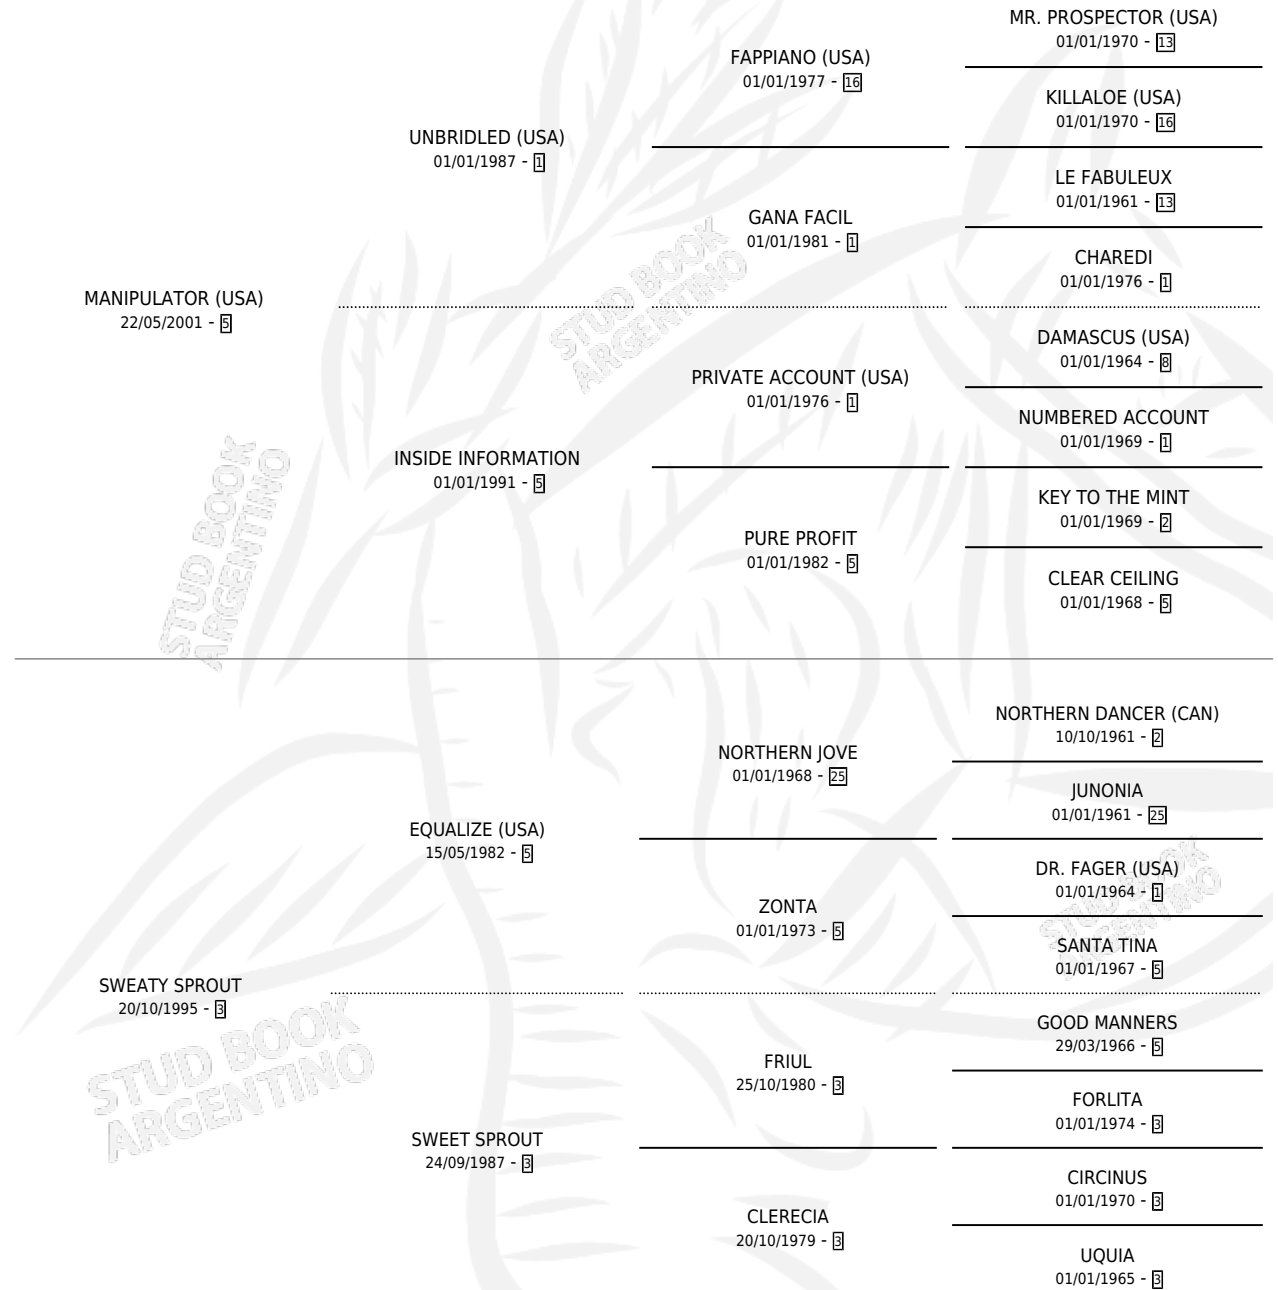 MR. PROSPECTOR (USA)
01/01/1970 - 13
FAPPIANO (USA)
01/01/1977 - 16
KILLALOE (USA)
01/01/1970 - 16
UNBRIDLED (USA)
01/01/1987 - 1
LE FABULEUX
01/01/1961 - 13
GANA FACIL
01/01/1981 - 1
CHAREDI
01/01/1976 - 1
MANIPULATOR (USA)
22/05/2001 - 5
DAMASCUS (USA)
01/01/1964 - 8
PRIVATE ACCOUNT (USA)
01/01/1976 - 1
NUMBERED ACCOUNT
01/01/1969 - 1
INSIDE INFORMATION
01/01/1991 - 5
KEY TO THE MINT
01/01/1969 - 2
PURE PROFIT
01/01/1982 - 5
CLEAR CEILING
01/01/1968 - 5
NORTHERN DANCER (CAN)
10/10/1961 - 2
NORTHERN JOVE
01/01/1968 - 25
JUNONIA
01/01/1961 - 25
EQUALIZE (USA)
15/05/1982 - 5
DR. FAGER (USA)
01/01/1964 - 1
ZONTA
01/01/1973 - 5
SANTA TINA
01/01/1967 - 5
SWEATY SPROUT
20/10/1995 - 3
GOOD MANNERS
29/03/1966 - 5
FRIUL
25/10/1980 - 3
FORLITA
01/01/1974 - 3
SWEET SPROUT
24/09/1987 - 3
CIRCINUS
01/01/1970 - 3
CLERECIA
20/10/1979 - 3
UQUIA
01/01/1965 - 3
STUD BOOK
ARGENTINO
STUD BOOK
ARGENTINO
STUD BOOK
ARGENTINO
STUD BOOK
ARGENTINO